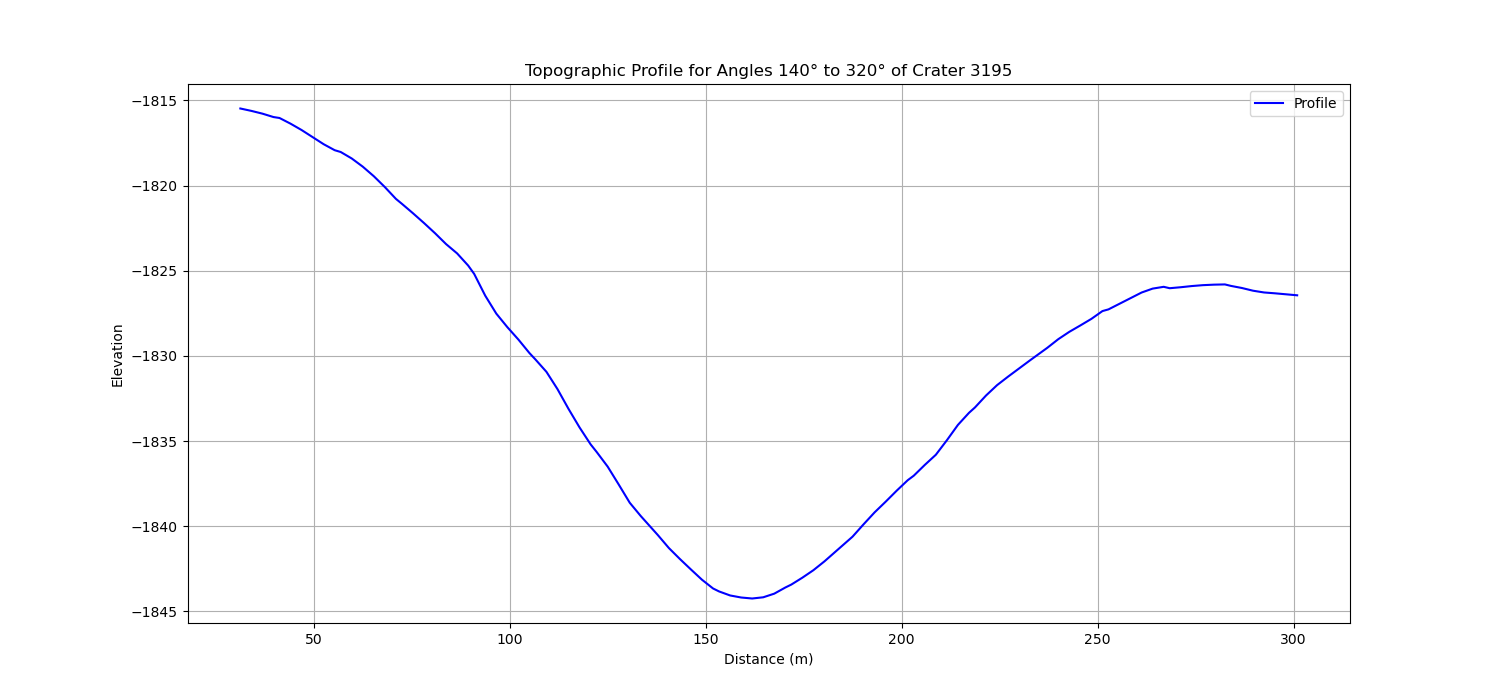 Topographic Profile for Angles 140° to 320° of Crater 3195
Profile
−1815
−1820
−1825
−1830
−1835
−1840
−1845
Elevation
50 100 150 200 250 300
Distance (m)